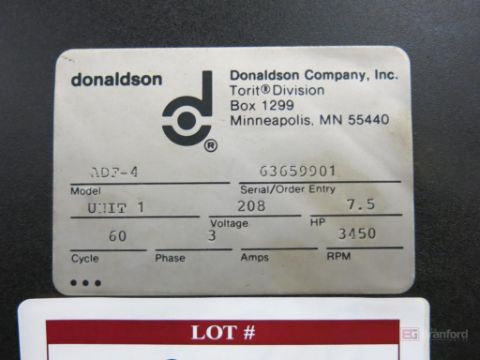 donaldson
Donaldson Company, Inc.
Torit® Division
Box 1299
Minneapolis, MN 55440
®
ADF-4 63659901
Model Serial/Order Entry
UNIT 1 208 7.5
Voltage HP
60 3 3450
Cycle Phase Amps RPM
LOT #